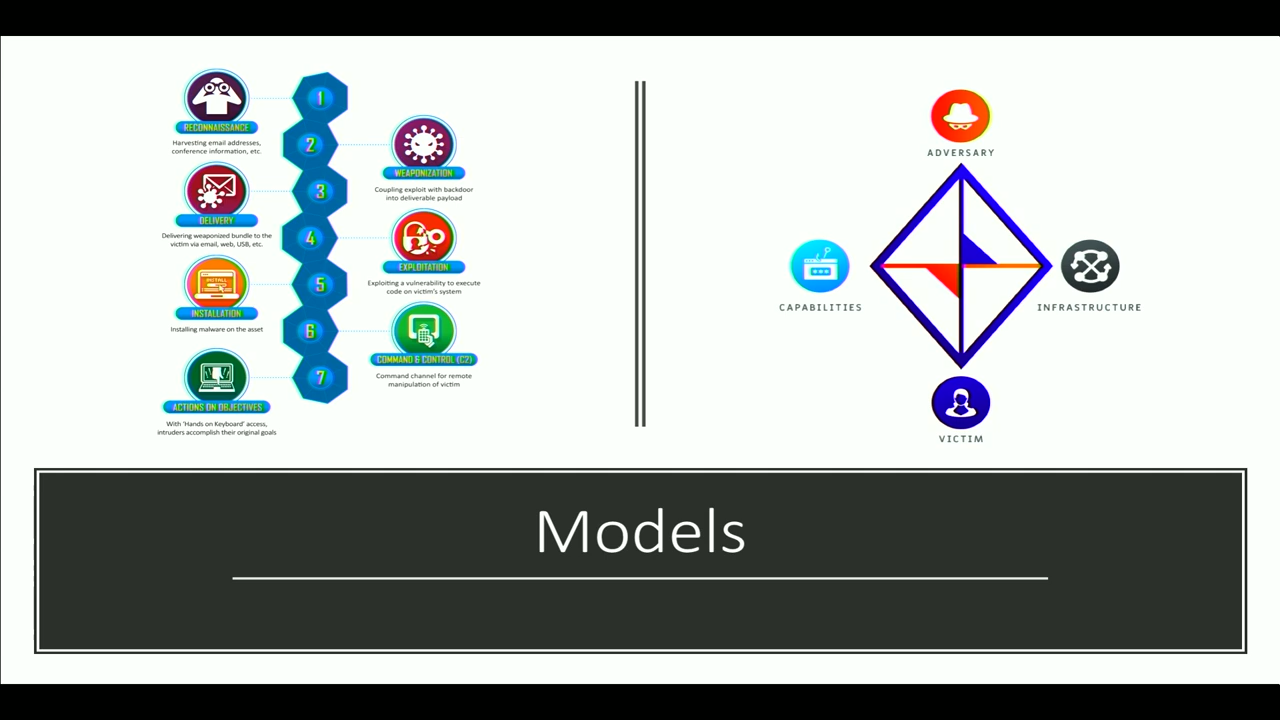 1
RECONNAISSANCE
Harvesting email addresses,
conference information, etc.
2
WEAPONIZATION
Coupling exploit with backdoor
into deliverable payload
3
DELIVERY
Delivering weaponized bundle to the
victim via email, web, USB, etc.
4
EXPLOITATION
Exploiting a vulnerability to execute
code on victim's system
5
INSTALL
INSTALLATION
Installing malware on the asset
6
COMMAND & CONTROL (C2)
Command channel for remote
manipulation of victim
7
ACTIONS ON OBJECTIVES
With 'Hands on Keyboard' access,
intruders accomplish their original goals
ADVERSARY
CAPABILITIES
INFRASTRUCTURE
VICTIM
Models